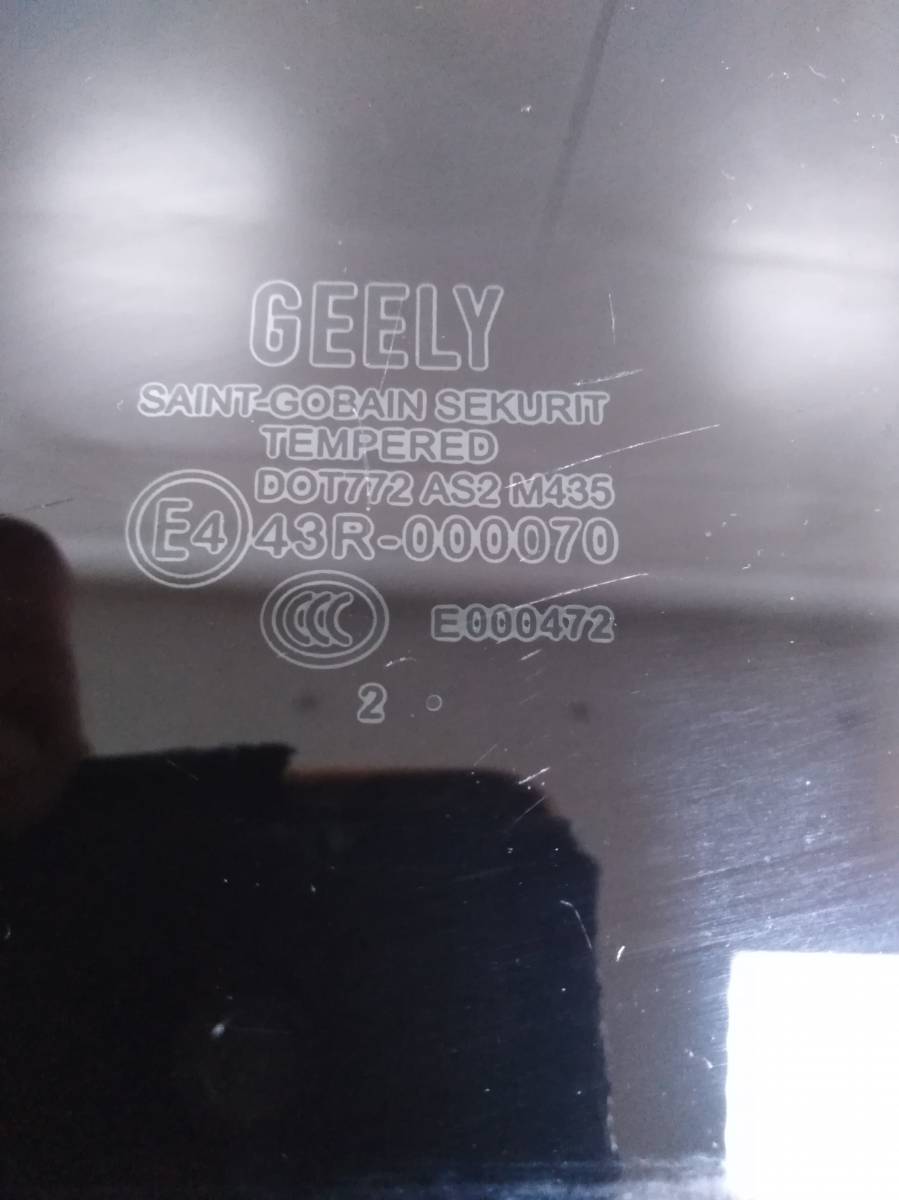 GEELY
SAINT-GOBAIN SEKURIT
TEMPERED
DOT772 AS2 M435
E4 43R-000070
CCC E000472
2